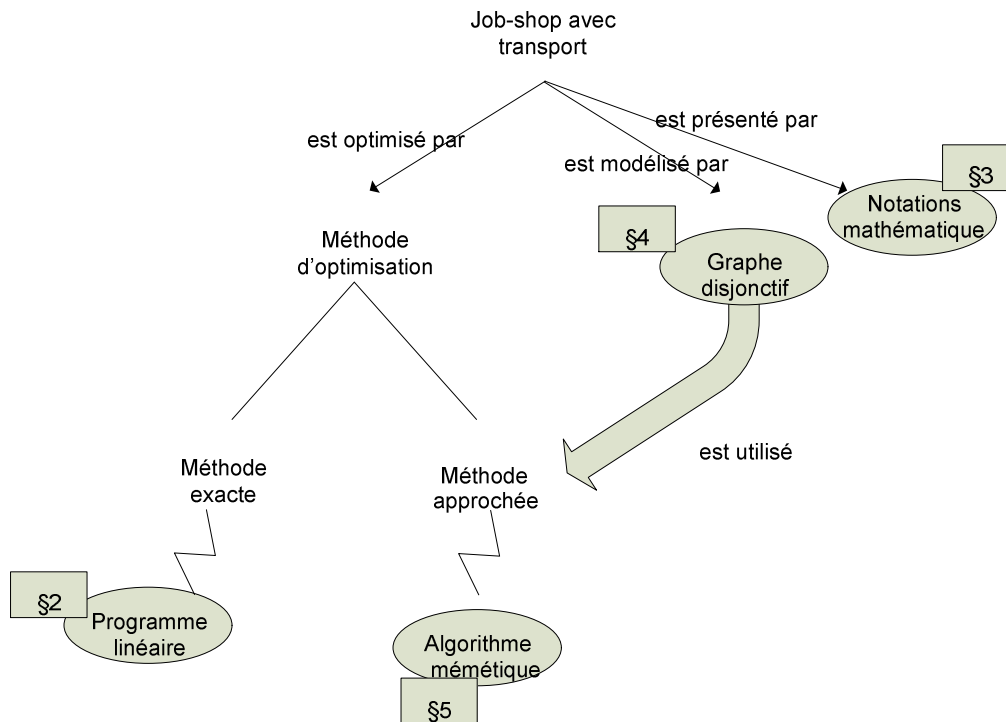 Job-shop avec
transport
est présenté par
est optimisé par
est modélisé par
§3
Notations
mathématique
§4
Méthode
d'optimisation
Graphe
disjonctif
est utilisé
Méthode
exacte
Méthode
approchée
§2
Programme
linéaire
Algorithme
mémétique
§5